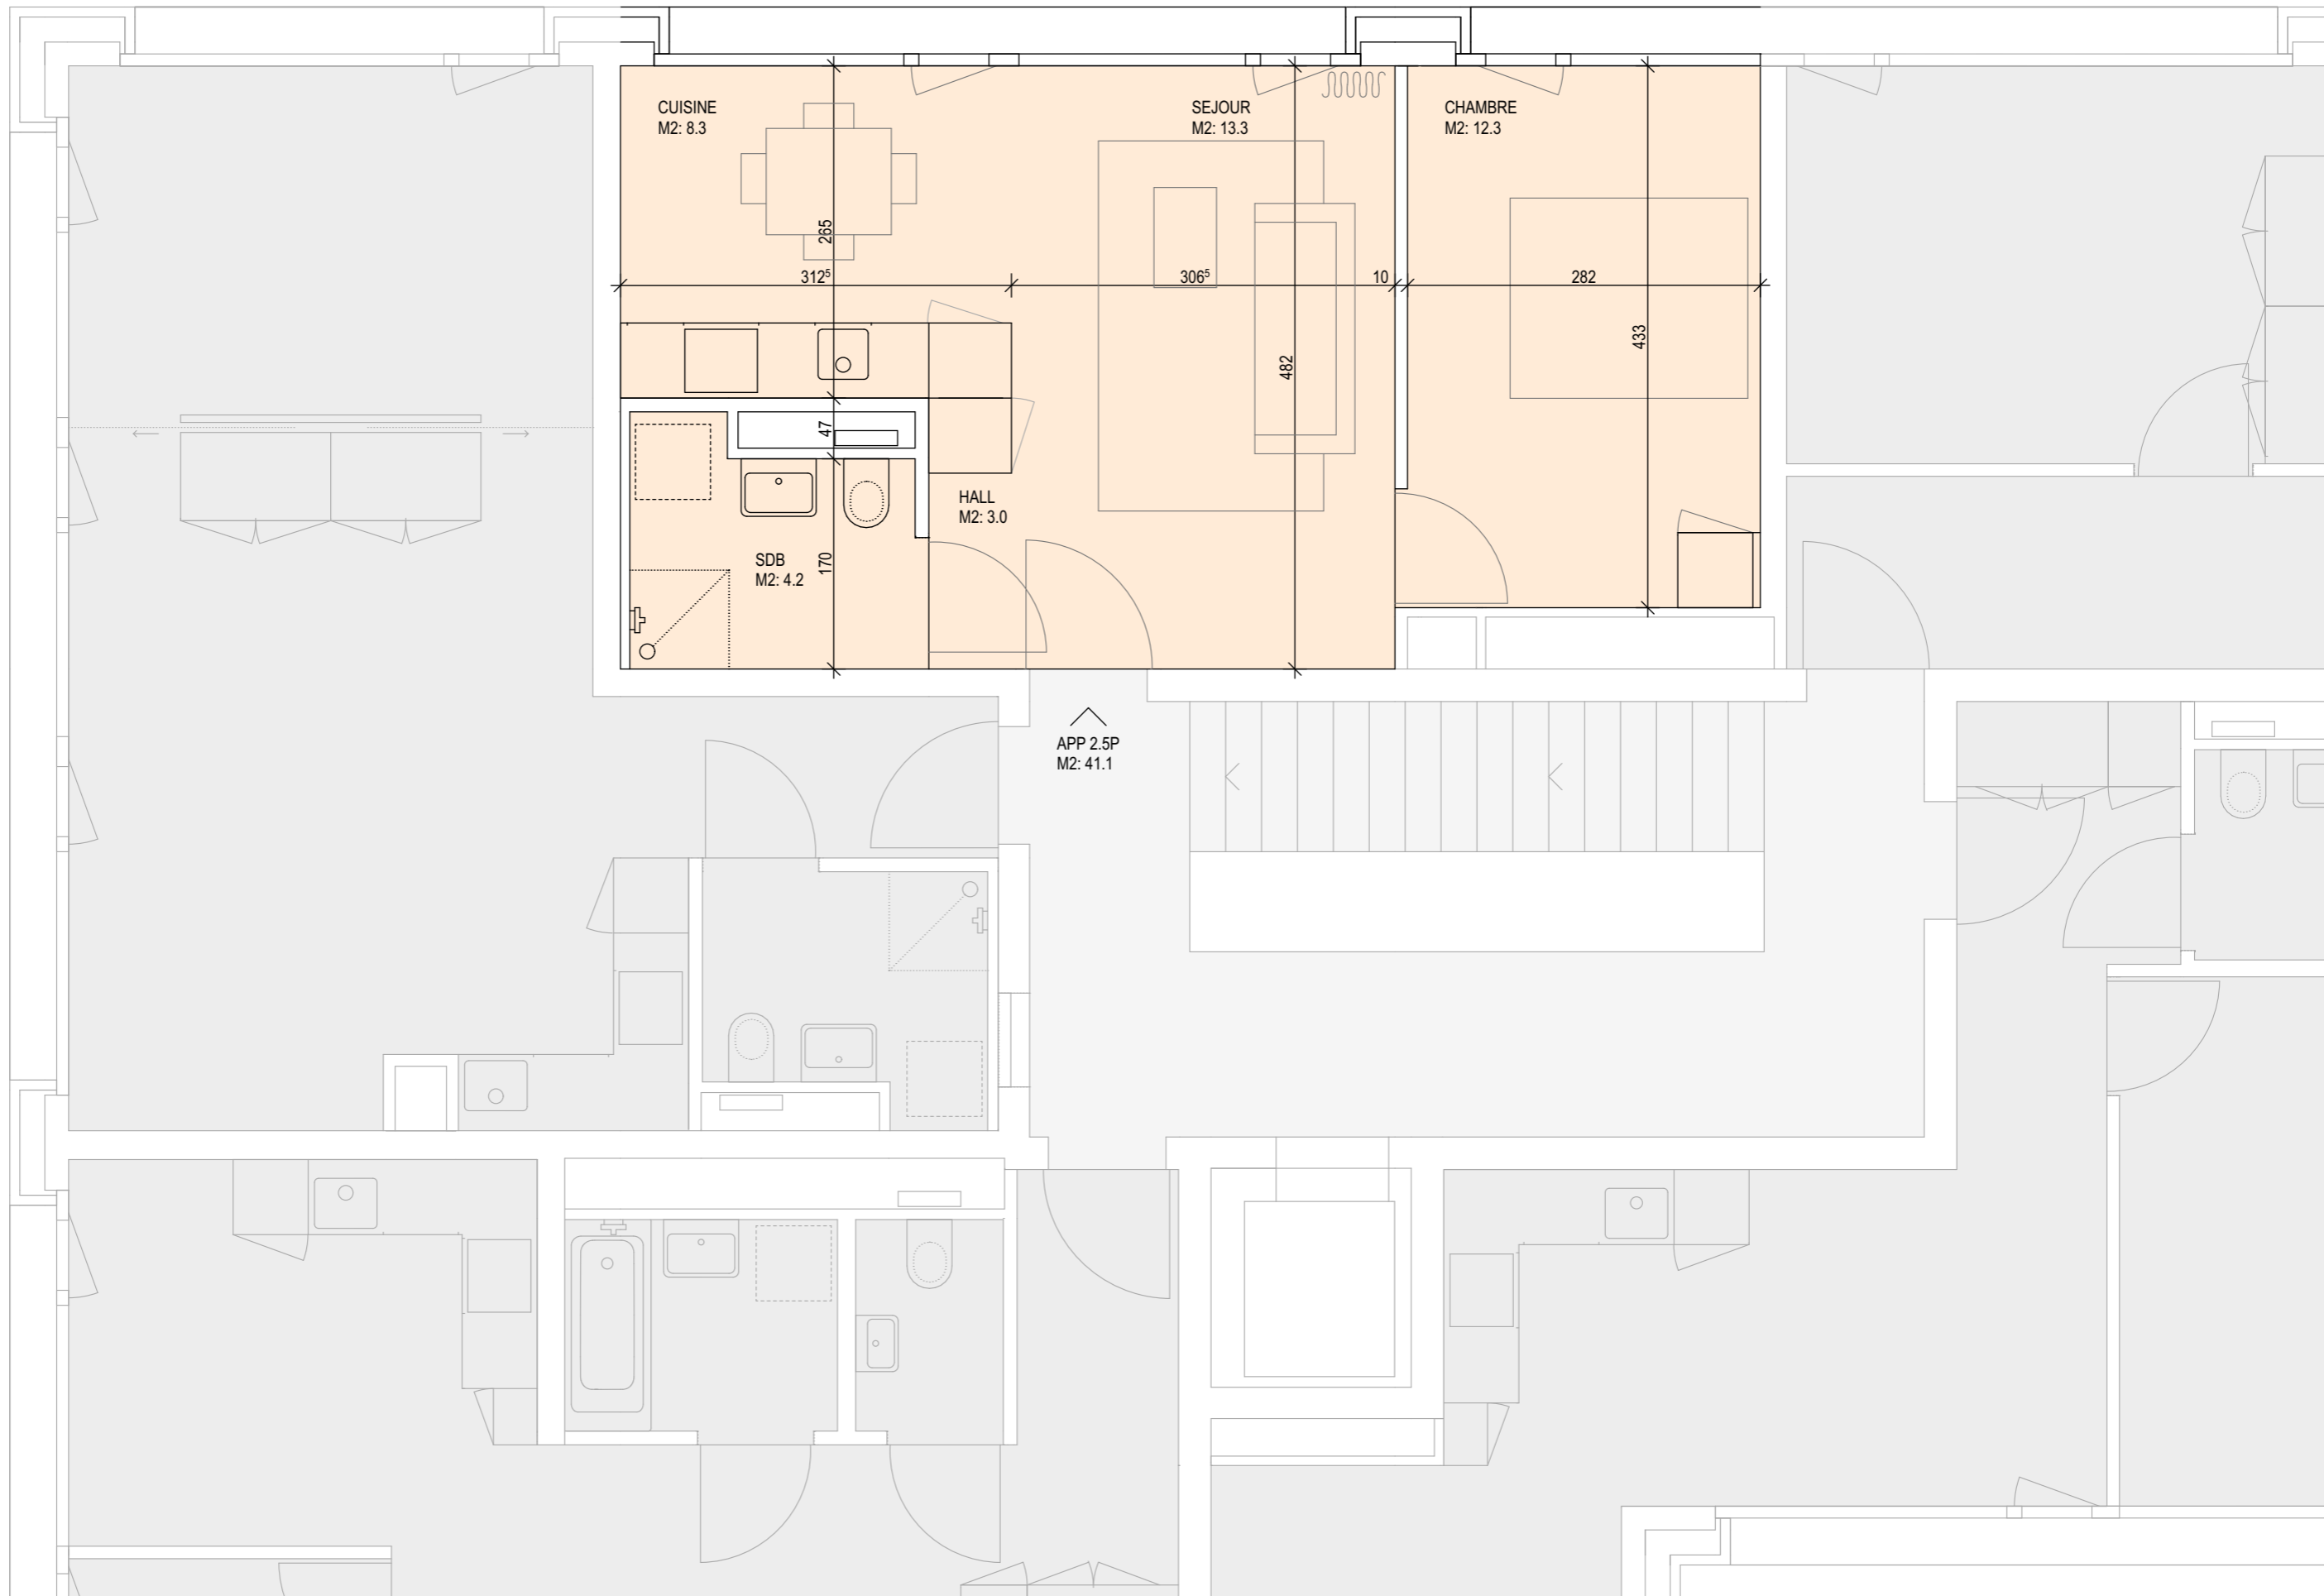 CUISINE
M2: 8.3
SEJOUR
M2: 13.3
CHAMBRE
M2: 12.3
265
312⁵
306⁵
10
282
433
482
47
HALL
M2: 3.0
SDB
M2: 4.2
170
APP 2.5P
M2: 41.1